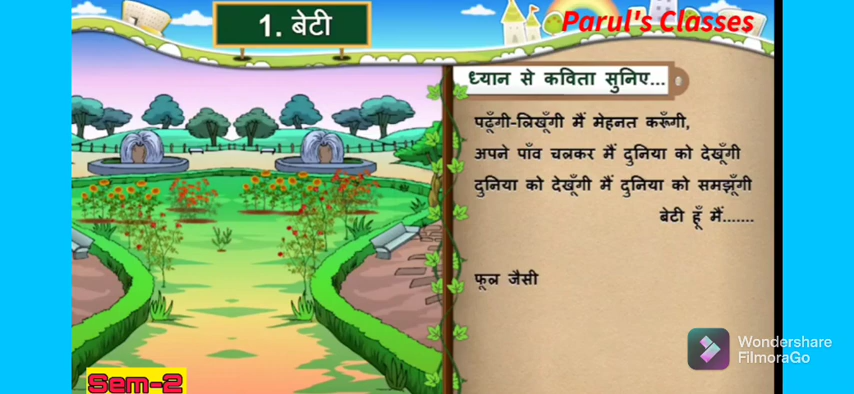 1. बेटी
Parul's Classes
ध्यान से कविता सुनिए...
पढ़ूँगी-लिखूँगी मैं मेहनत करूँगी,
अपने पाँव चलकर मैं दुनिया को देखूँगी
दुनिया को देखूँगी मैं दुनिया को समझूँगी
बेटी हूँ मैं.......
फूल जैसी
Wondershare
FilmoraGo
Sem-2